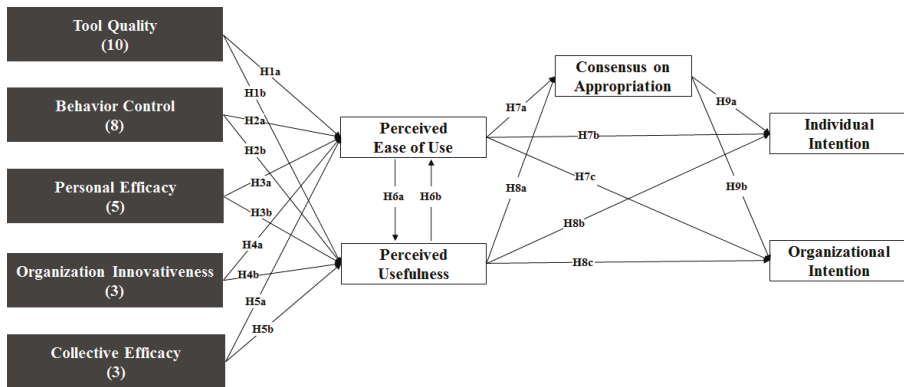 Tool Quality
(10)
Behavior Control
(8)
Personal Efficacy
(5)
Organization Innovativeness
(3)
Collective Efficacy
(3)
H1a
H1b
H2a
H2b
H3a
H3b
H4a
H4b
H5a
H5b
Perceived
Ease of Use
H6a
H6b
Perceived
Usefulness
H7a
H7b
H7c
H8a
H8b
H8c
Consensus on
Appropriation
H9a
H9b
Individual
Intention
Organizational
Intention